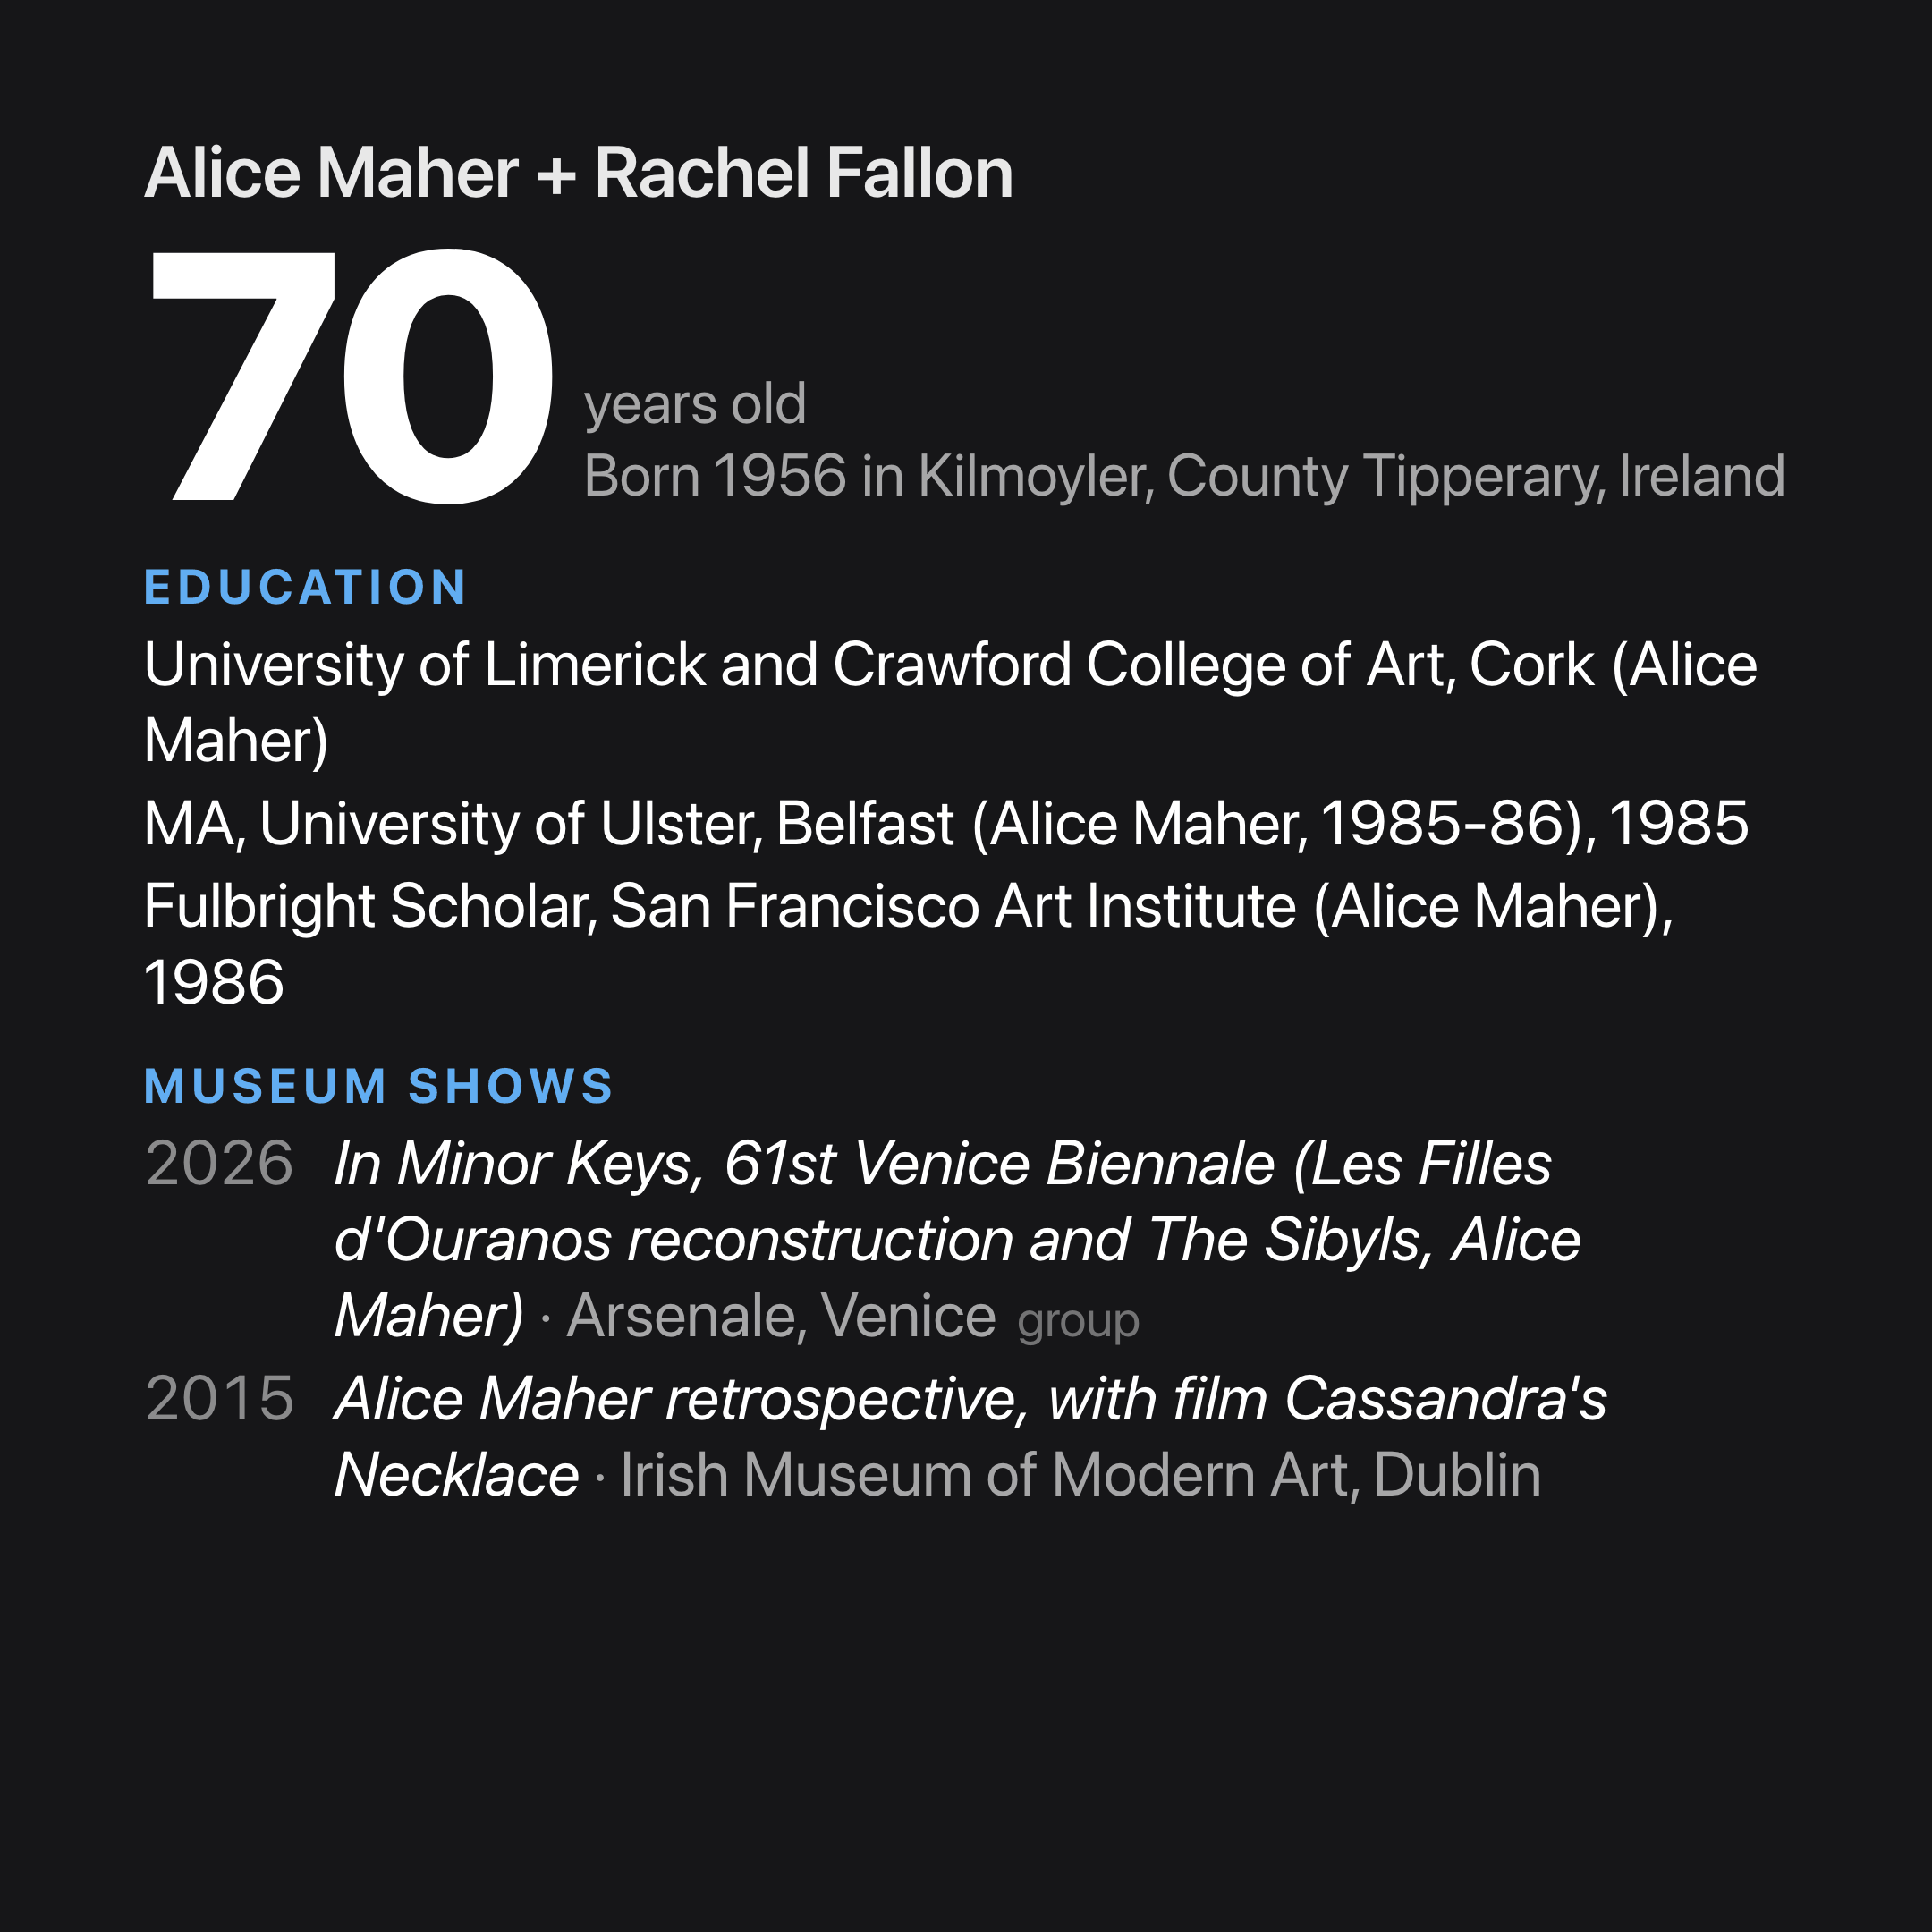 Alice Maher + Rachel Fallon
70
years old
Born 1956 in Kilmoyler, County Tipperary, Ireland
EDUCATION
University of Limerick and Crawford College of Art, Cork (Alice
Maher)
MA, University of Ulster, Belfast (Alice Maher, 1985-86), 1985
Fulbright Scholar, San Francisco Art Institute (Alice Maher),
1986
MUSEUM SHOWS
2026 In Minor Keys, 61st Venice Biennale (Les Filles
d'Ouranos reconstruction and The Sibyls, Alice
Maher) · Arsenale, Venice group
2015 Alice Maher retrospective, with film Cassandra's
Necklace · Irish Museum of Modern Art, Dublin